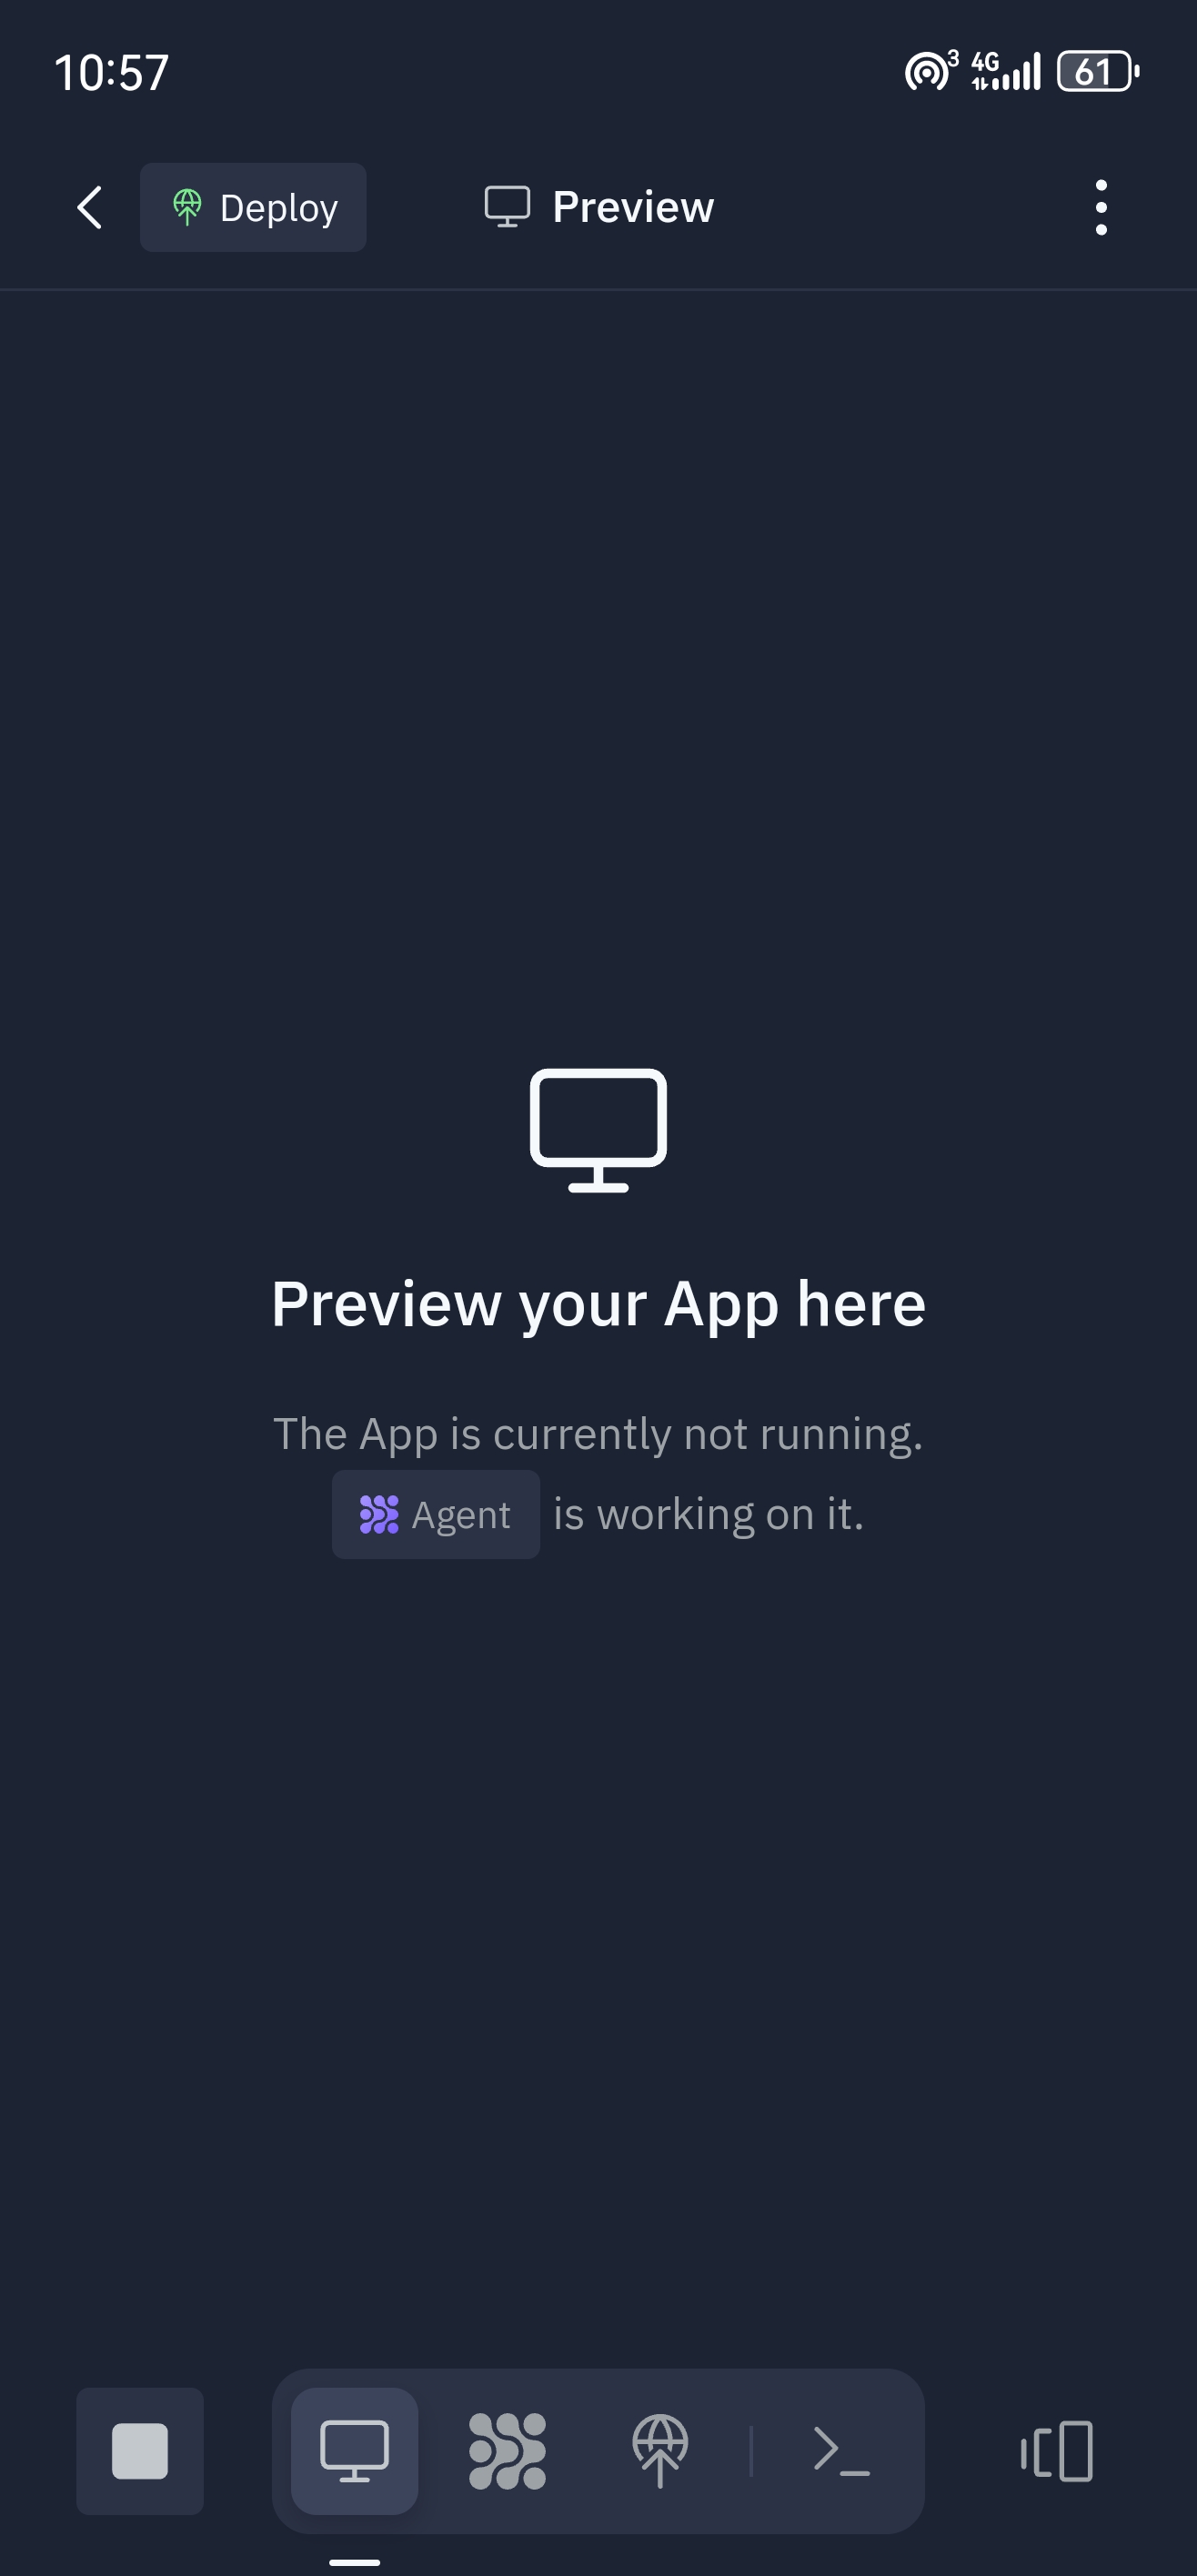 10:57
3 4G 61
Deploy
Preview
Preview your App here
The App is currently not running.
Agent is working on it.